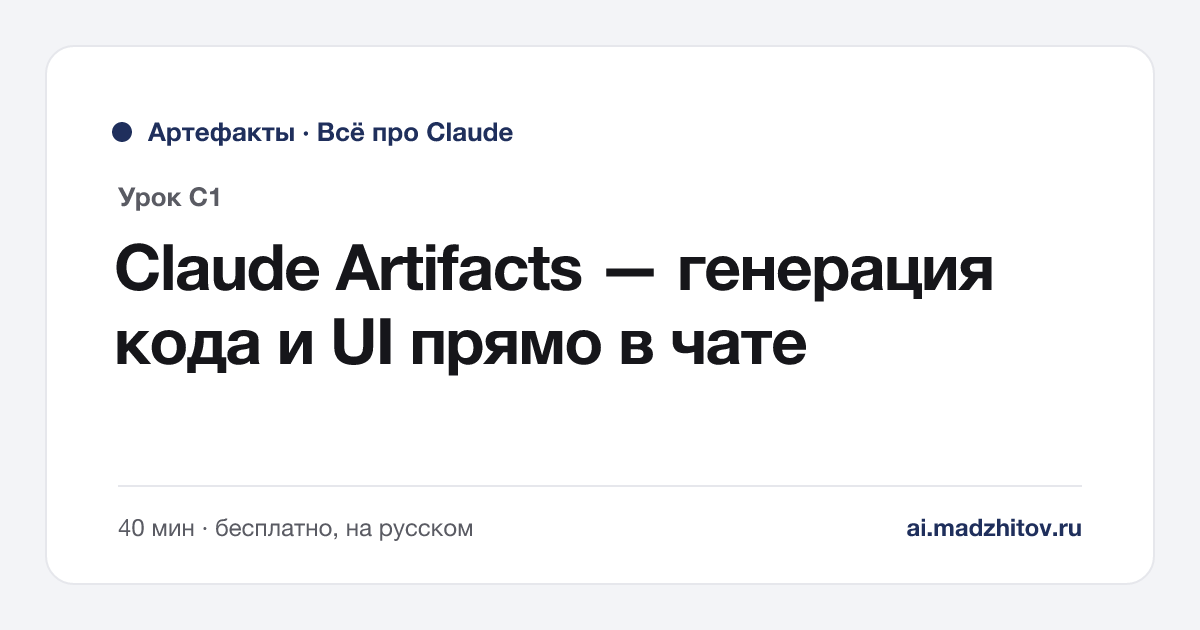 Артефакты · Всё про Claude
Урок C1
Claude Artifacts — генерация
кода и UI прямо в чате
40 мин · бесплатно, на русском
ai.madzhitov.ru